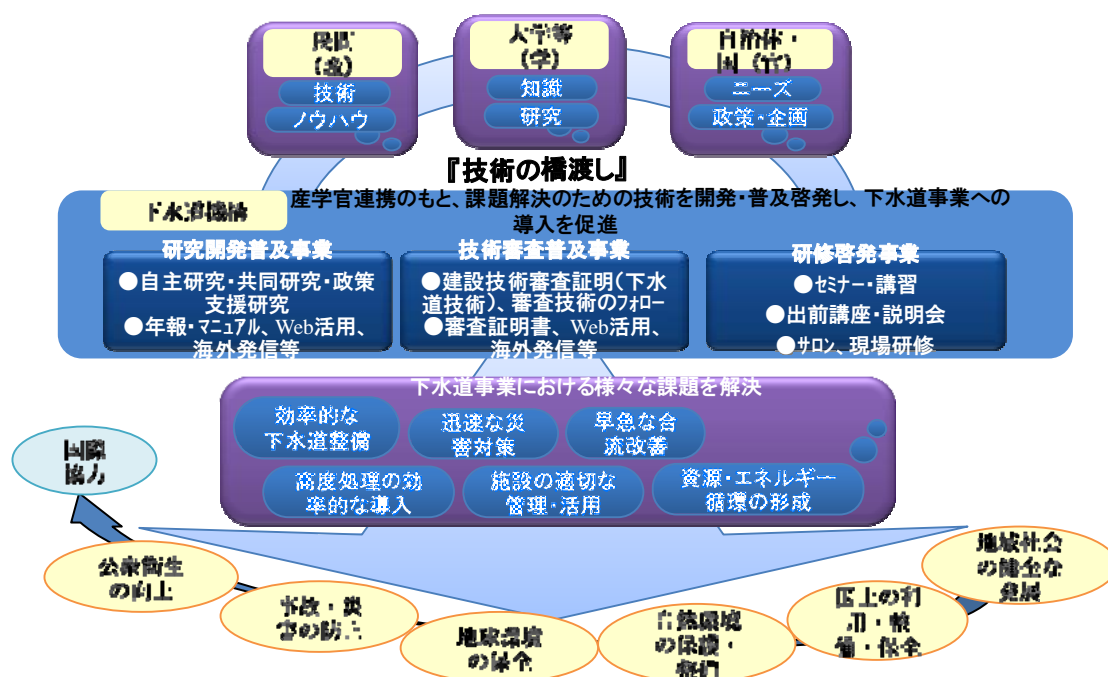 民間
(産)
技術
ノウハウ
大学等
(学)
知識
研究
自治体・
国（官）
ニーズ
政策・企画
『技術の橋渡し』
下水道機構
産学官連携のもと、課題解決のための技術を開発・普及啓発し、下水道事業への
導入を促進
研究開発普及事業
●自主研究・共同研究・政策
支援研究
●年報・マニュアル、Web活用、
海外発信等
技術審査普及事業
●建設技術審査証明（下水
道技術）、審査技術のフォロー
●審査証明書、Web活用、
海外発信等
研修啓発事業
●セミナー・講習
●出前講座・説明会
●サロン、現場研修
下水道事業における様々な課題を解決
効率的な
下水道整備
迅速な災
害対策
早急な合
流改善
高度処理の効
率的な導入
施設の適切な
管理・活用
資源・エネルギー
循環の形成
国際
協力
公衆衛生
の向上
事故・災
害の防止
地球環境
の保全
自然環境
の保護・
国土の利
用・整
備・保全
地域社会
の健全な
発展